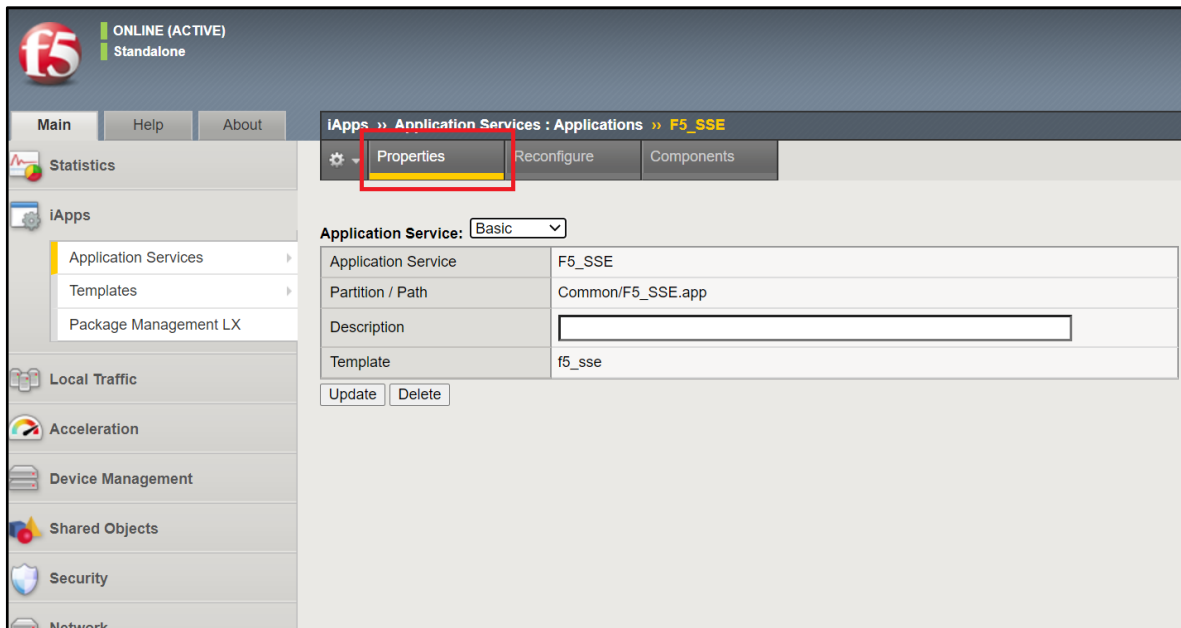 f5
ONLINE (ACTIVE)
Standalone
Main Help About
iApps ›› Application Services : Applications ›› F5_SSE
Properties Reconfigure Components
Statistics
iApps
Application Services
Templates
Package Management LX
Local Traffic
Acceleration
Device Management
Shared Objects
Security
Network
Application Service: Basic
Application Service F5_SSE
Partition / Path Common/F5_SSE.app
Description
Template f5_sse
Update Delete